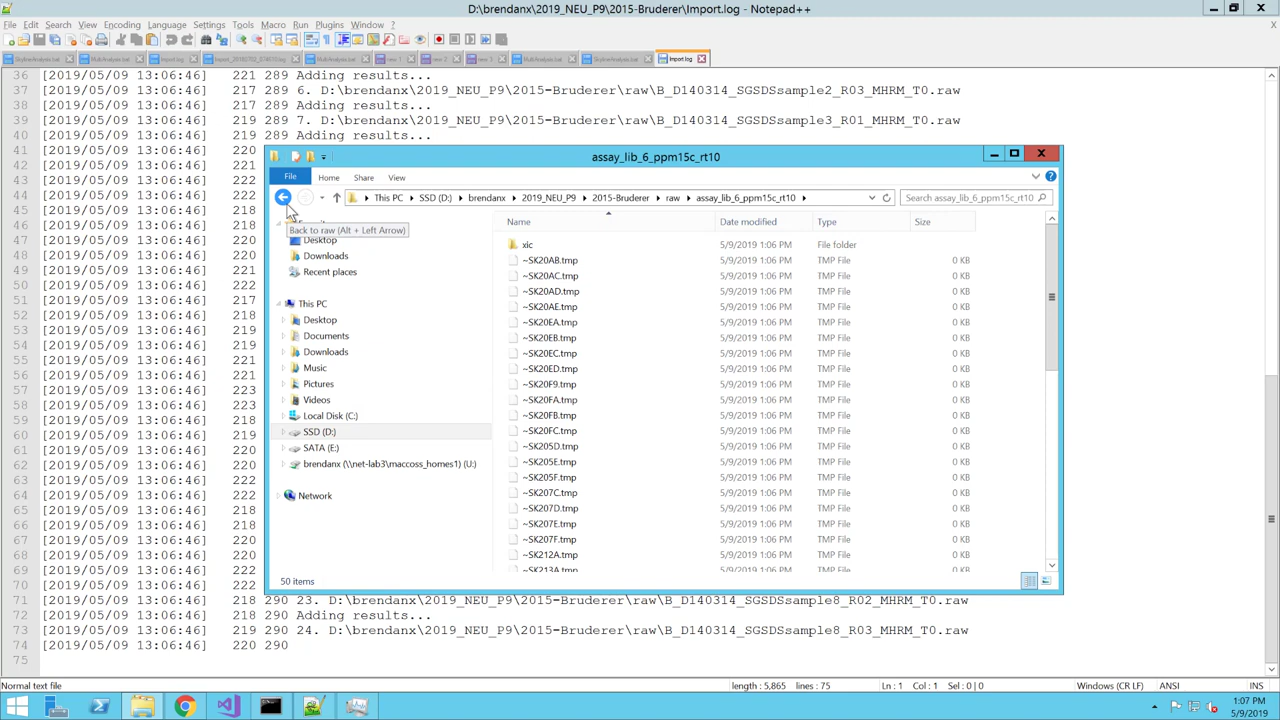 D:\brendanx\2019_NEU_P9\2015-Bruderer\Import.log - Notepad++
File Edit Search View Encoding Language Settings Tools Macro Run Plugins Window ?
new 1
new 2
new 3
Import.log
36 [2019/05/09 13:06:46] 221 289 Adding results...
37 [2019/05/09 13:06:46] 217 289 6. D:\brendanx\2019_NEU_P9\2015-Bruderer\raw\B_D140314_SGSDSsample2_R03_MHRM_T0.raw
38 [2019/05/09 13:06:46] 218 289 Adding results...
39 [2019/05/09 13:06:46] 219 289 7. D:\brendanx\2019_NEU_P9\2015-Bruderer\raw\B_D140314_SGSDSsample3_R01_MHRM_T0.raw
40 [2019/05/09 13:06:46] 219 289 Adding results...
41 [2019/05/09 13:06:46] 220
42 [2019/05/09 13:06:46] 218
43 [2019/05/09 13:06:46] 220
44 [2019/05/09 13:06:46] 219
45 [2019/05/09 13:06:46] 218
46 [2019/05/09 13:06:46] 220
47 [2019/05/09 13:06:46] 219
48 [2019/05/09 13:06:46] 220
49 [2019/05/09 13:06:46] 220
50 [2019/05/09 13:06:46] 221
51 [2019/05/09 13:06:46] 217
52 [2019/05/09 13:06:46] 220
53 [2019/05/09 13:06:46] 219
54 [2019/05/09 13:06:46] 219
55 [2019/05/09 13:06:46] 220
56 [2019/05/09 13:06:46] 221
57 [2019/05/09 13:06:46] 223
58 [2019/05/09 13:06:46] 223
59 [2019/05/09 13:06:46] 219
60 [2019/05/09 13:06:46] 219
61 [2019/05/09 13:06:46] 220
62 [2019/05/09 13:06:46] 222
63 [2019/05/09 13:06:46] 222
64 [2019/05/09 13:06:46] 222
65 [2019/05/09 13:06:46] 218
66 [2019/05/09 13:06:46] 218
67 [2019/05/09 13:06:46] 220
68 [2019/05/09 13:06:46] 222
69 [2019/05/09 13:06:46] 222
70 [2019/05/09 13:06:46] 222
71 [2019/05/09 13:06:46] 218 290 23. D:\brendanx\2019_NEU_P9\2015-Bruderer\raw\B_D140314_SGSDSsample8_R02_MHRM_T0.raw
72 [2019/05/09 13:06:46] 218 290 Adding results...
73 [2019/05/09 13:06:46] 219 290 24. D:\brendanx\2019_NEU_P9\2015-Bruderer\raw\B_D140314_SGSDSsample8_R03_MHRM_T0.raw
74 [2019/05/09 13:06:46] 220 290
75
assay_lib_6_ppm15c_rt10
File Home Share View
This PC SSD (D:) brendanx 2019_NEU_P9 2015-Bruderer raw assay_lib_6_ppm15c_rt10
Search assay_lib_6_ppm15c_rt10
Back to raw (Alt + Left Arrow)
Desktop
Downloads
Recent places
This PC
Desktop
Documents
Downloads
Music
Pictures
Videos
Local Disk (C:)
SSD (D:)
SATA (E:)
brendanx (\\net-lab3\maccoss_homes1) (U:)
Network
Name Date modified Type Size
xic 5/9/2019 1:06 PM File folder
~SK20AB.tmp 5/9/2019 1:06 PM TMP File 0 KB
~SK20AC.tmp 5/9/2019 1:06 PM TMP File 0 KB
~SK20AD.tmp 5/9/2019 1:06 PM TMP File 0 KB
~SK20AE.tmp 5/9/2019 1:06 PM TMP File 0 KB
~SK20EA.tmp 5/9/2019 1:06 PM TMP File 0 KB
~SK20EB.tmp 5/9/2019 1:06 PM TMP File 0 KB
~SK20EC.tmp 5/9/2019 1:06 PM TMP File 0 KB
~SK20ED.tmp 5/9/2019 1:06 PM TMP File 0 KB
~SK20F9.tmp 5/9/2019 1:06 PM TMP File 0 KB
~SK20FA.tmp 5/9/2019 1:06 PM TMP File 0 KB
~SK20FB.tmp 5/9/2019 1:06 PM TMP File 0 KB
~SK20FC.tmp 5/9/2019 1:06 PM TMP File 0 KB
~SK205D.tmp 5/9/2019 1:06 PM TMP File 0 KB
~SK205E.tmp 5/9/2019 1:06 PM TMP File 0 KB
~SK205F.tmp 5/9/2019 1:06 PM TMP File 0 KB
~SK207C.tmp 5/9/2019 1:06 PM TMP File 0 KB
~SK207D.tmp 5/9/2019 1:06 PM TMP File 0 KB
~SK207E.tmp 5/9/2019 1:06 PM TMP File 0 KB
~SK207F.tmp 5/9/2019 1:06 PM TMP File 0 KB
~SK212A.tmp 5/9/2019 1:06 PM TMP File 0 KB
~SK213A.tmp 5/9/2019 1:06 PM TMP File 0 KB
50 items
Normal text file length : 5,865 lines : 75 Ln : 1 Col : 1 Sel : 0 | 0 Windows (CR LF) ANSI INS
1:07 PM
5/9/2019